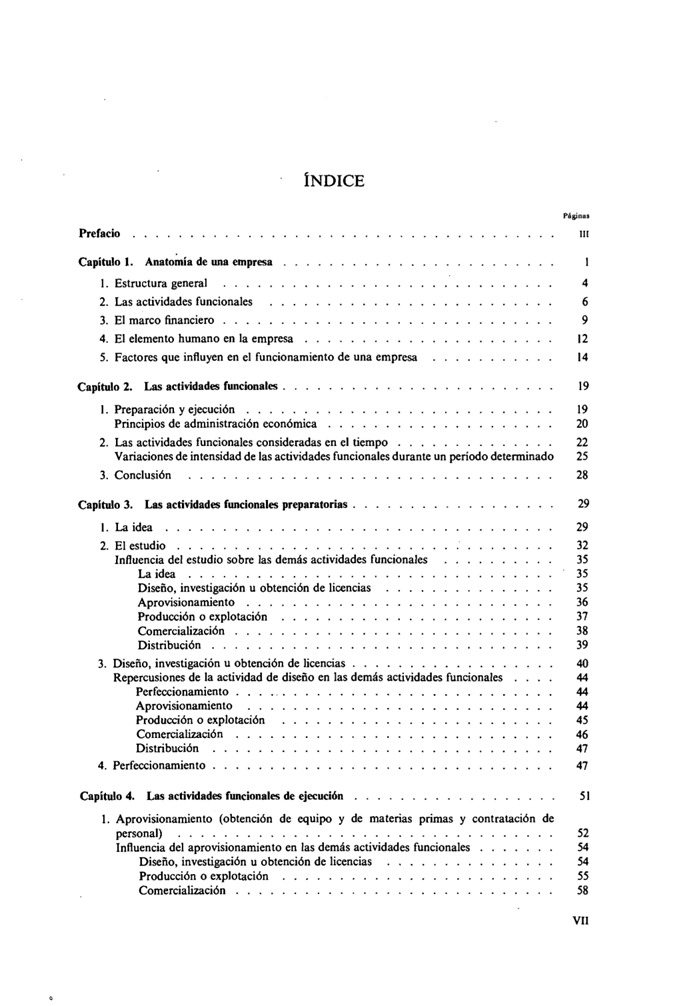 ÍNDICE
Páginas
Prefacio . . . . . . . . . . . . . . . . . . . . . . . . . . . . . . . . . . . . . III
Capítulo 1. Anatomía de una empresa . . . . . . . . . . . . . . . . . . . . . . . . 1
1. Estructura general . . . . . . . . . . . . . . . . . . . . . . . . . . . . . 4
2. Las actividades funcionales . . . . . . . . . . . . . . . . . . . . . . . . . 6
3. El marco financiero . . . . . . . . . . . . . . . . . . . . . . . . . . . . . 9
4. El elemento humano en la empresa . . . . . . . . . . . . . . . . . . . . . . 12
5. Factores que influyen en el funcionamiento de una empresa . . . . . . . . . . . 14
Capítulo 2. Las actividades funcionales . . . . . . . . . . . . . . . . . . . . . . . . 19
1. Preparación y ejecución . . . . . . . . . . . . . . . . . . . . . . . . . . . 19
Principios de administración económica . . . . . . . . . . . . . . . . . . . . 20
2. Las actividades funcionales consideradas en el tiempo . . . . . . . . . . . . . . 22
Variaciones de intensidad de las actividades funcionales durante un período determinado 25
3. Conclusión . . . . . . . . . . . . . . . . . . . . . . . . . . . . . . . . 28
Capítulo 3. Las actividades funcionales preparatorias . . . . . . . . . . . . . . . . . . 29
1. La idea . . . . . . . . . . . . . . . . . . . . . . . . . . . . . . . . . . 29
2. El estudio . . . . . . . . . . . . . . . . . . . . . . . . . . . . . . . . . 32
Influencia del estudio sobre las demás actividades funcionales . . . . . . . . . . 35
La idea . . . . . . . . . . . . . . . . . . . . . . . . . . . . . . . . 35
Diseño, investigación u obtención de licencias . . . . . . . . . . . . . . . 35
Aprovisionamiento . . . . . . . . . . . . . . . . . . . . . . . . . . . 36
Producción o explotación . . . . . . . . . . . . . . . . . . . . . . . . 37
Comercialización . . . . . . . . . . . . . . . . . . . . . . . . . . . . 38
Distribución . . . . . . . . . . . . . . . . . . . . . . . . . . . . . . 39
3. Diseño, investigación u obtención de licencias . . . . . . . . . . . . . . . . . . 40
Repercusiones de la actividad de diseño en las demás actividades funcionales . . . . 44
Perfeccionamiento . . . . . . . . . . . . . . . . . . . . . . . . . . . . 44
Aprovisionamiento . . . . . . . . . . . . . . . . . . . . . . . . . . . 44
Producción o explotación . . . . . . . . . . . . . . . . . . . . . . . . 45
Comercialización . . . . . . . . . . . . . . . . . . . . . . . . . . . . 46
Distribución . . . . . . . . . . . . . . . . . . . . . . . . . . . . . . 47
4. Perfeccionamiento . . . . . . . . . . . . . . . . . . . . . . . . . . . . . . 47
Capítulo 4. Las actividades funcionales de ejecución . . . . . . . . . . . . . . . . . . 51
1. Aprovisionamiento (obtención de equipo y de materias primas y contratación de
personal) . . . . . . . . . . . . . . . . . . . . . . . . . . . . . . . . . 52
Influencia del aprovisionamiento en las demás actividades funcionales . . . . . . . 54
Diseño, investigación u obtención de licencias . . . . . . . . . . . . . . . 54
Producción o explotación . . . . . . . . . . . . . . . . . . . . . . . . 55
Comercialización . . . . . . . . . . . . . . . . . . . . . . . . . . . . 58
VII